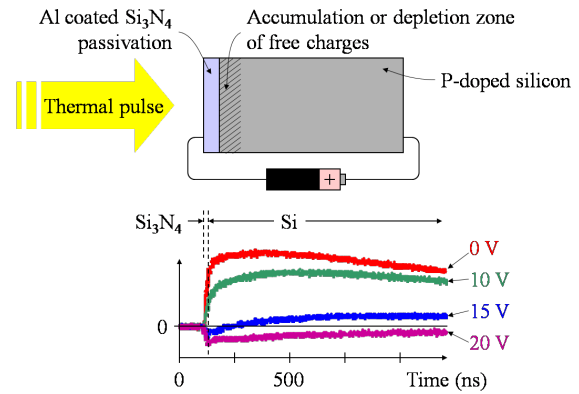 Al coated Si₃N₄
passivation
Accumulation or depletion zone
of free charges
Thermal pulse
P-doped silicon
+
Si₃N₄
Si
0 V
10 V
15 V
20 V
0
0
500
Time (ns)